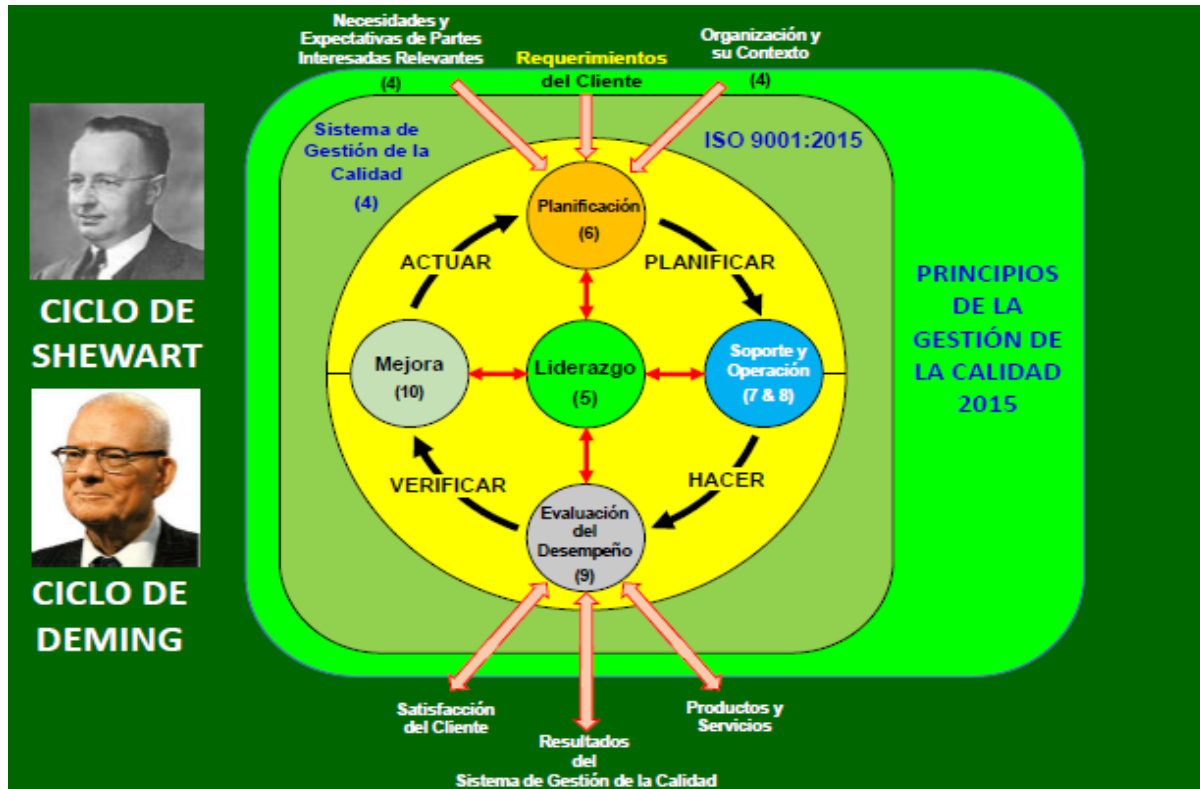 Necesidades y
Expectativas de Partes
Interesadas Relevantes
(4)
Requerimientos
del Cliente
Organización y
su Contexto
(4)
Sistema de
Gestión de la
Calidad
(4)
ISO 9001:2015
Planificación
(6)
ACTUAR
PLANIFICAR
CICLO DE
SHEWART
Mejora
(10)
Liderazgo
(5)
Soporte y
Operación
(7 & 8)
PRINCIPIOS
DE LA
GESTIÓN DE
LA CALIDAD
2015
VERIFICAR
HACER
Evaluación
del
Desempeño
(9)
CICLO DE
DEMING
Satisfacción
del Cliente
Resultados
del
Sistema de Gestión de la Calidad
Productos y
Servicios